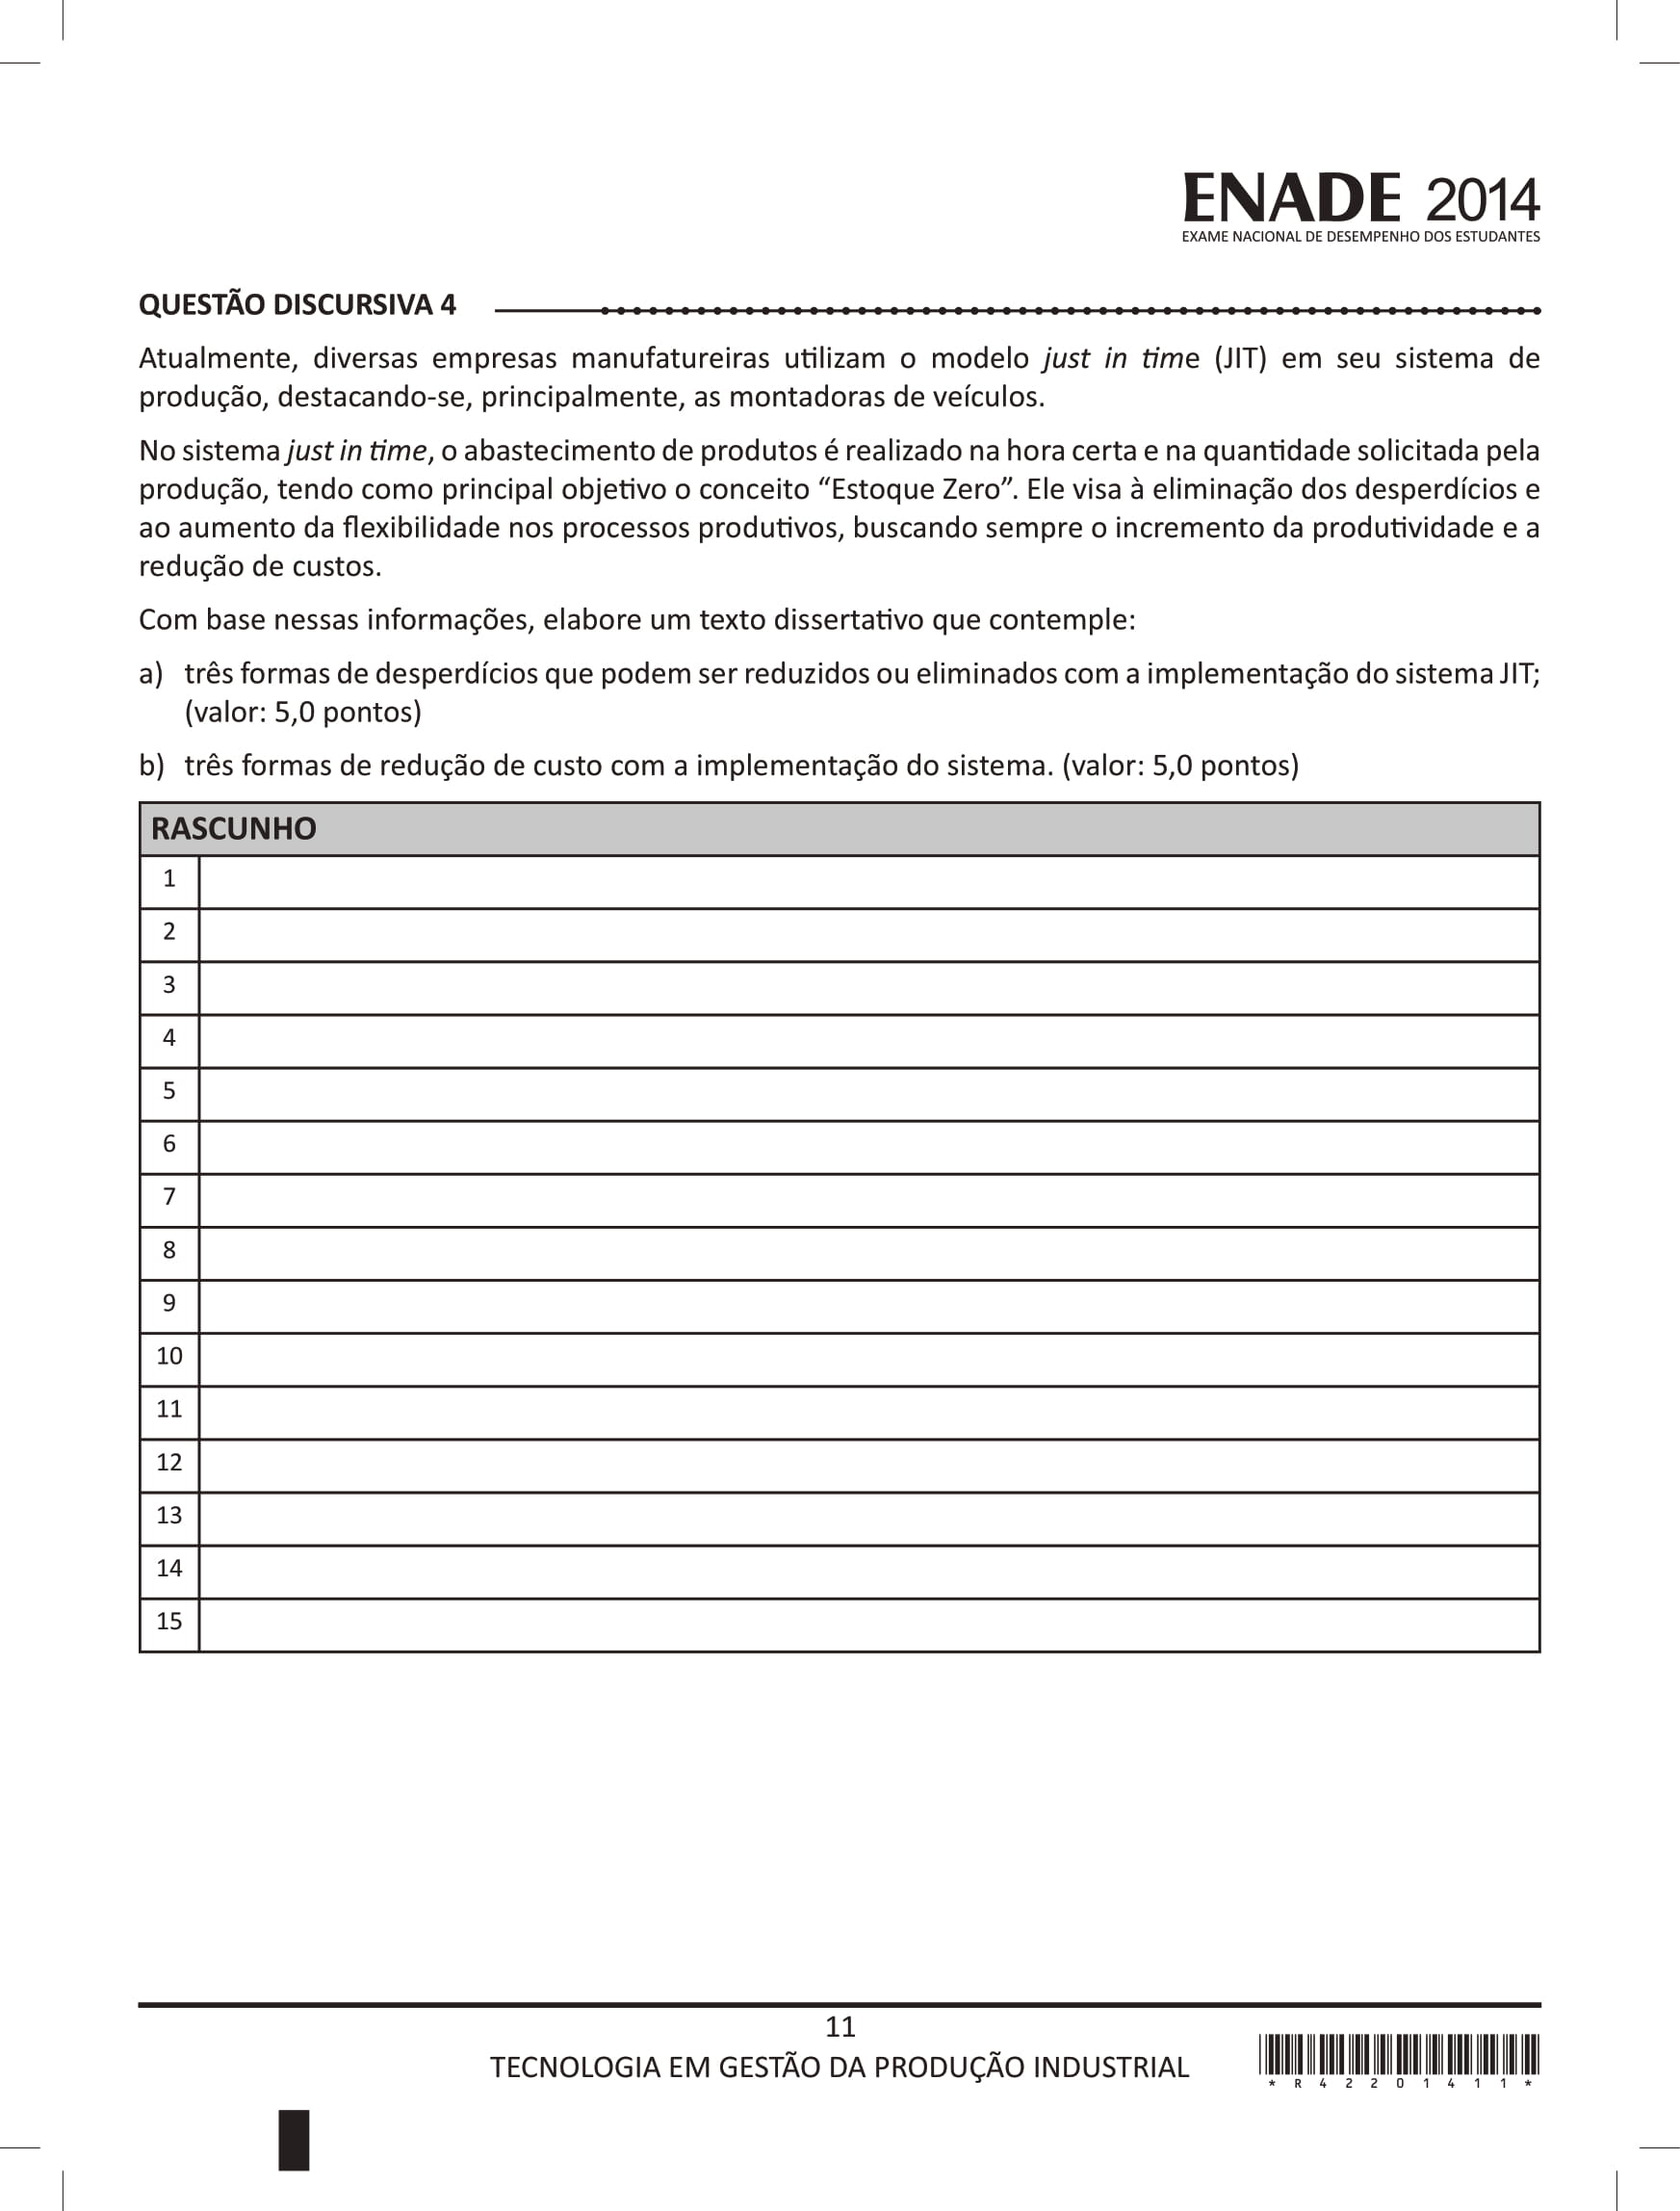 ENADE 2014
EXAME NACIONAL DE DESEMPENHO DOS ESTUDANTES
QUESTÃO DISCURSIVA 4
Atualmente, diversas empresas manufatureiras utilizam o modelo just in time (JIT) em seu sistema de
produção, destacando-se, principalmente, as montadoras de veículos.
No sistema just in time, o abastecimento de produtos é realizado na hora certa e na quantidade solicitada pela
produção, tendo como principal objetivo o conceito “Estoque Zero”. Ele visa à eliminação dos desperdícios e
ao aumento da flexibilidade nos processos produtivos, buscando sempre o incremento da produtividade e a
redução de custos.
Com base nessas informações, elabore um texto dissertativo que contemple:
a) três formas de desperdícios que podem ser reduzidos ou eliminados com a implementação do sistema JIT;
(valor: 5,0 pontos)
b) três formas de redução de custo com a implementação do sistema. (valor: 5,0 pontos)
RASCUNHO
1
2
3
4
5
6
7
8
9
10
11
12
13
14
15
11
TECNOLOGIA EM GESTÃO DA PRODUÇÃO INDUSTRIAL
* R 4 2 2 0 1 4 1 1 *